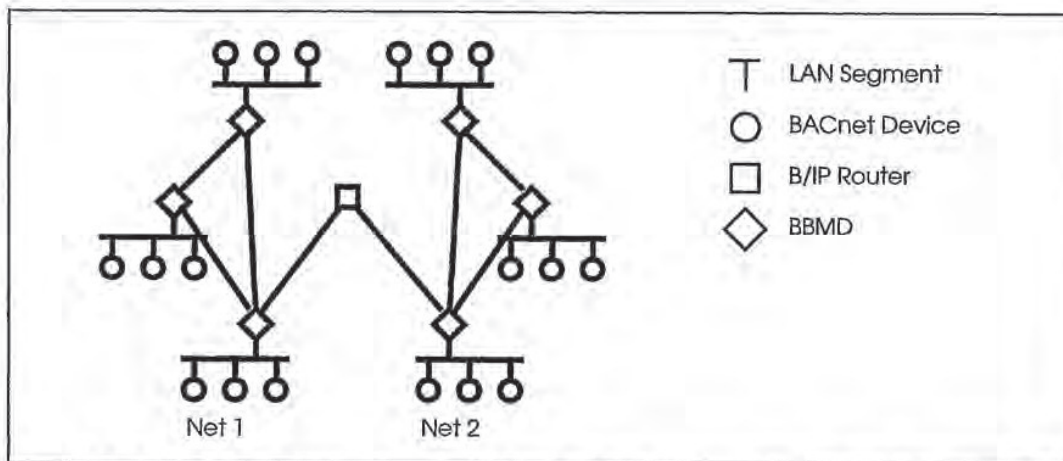 LAN Segment
BACnet Device
B/IP Router
BBMD
Net 1
Net 2